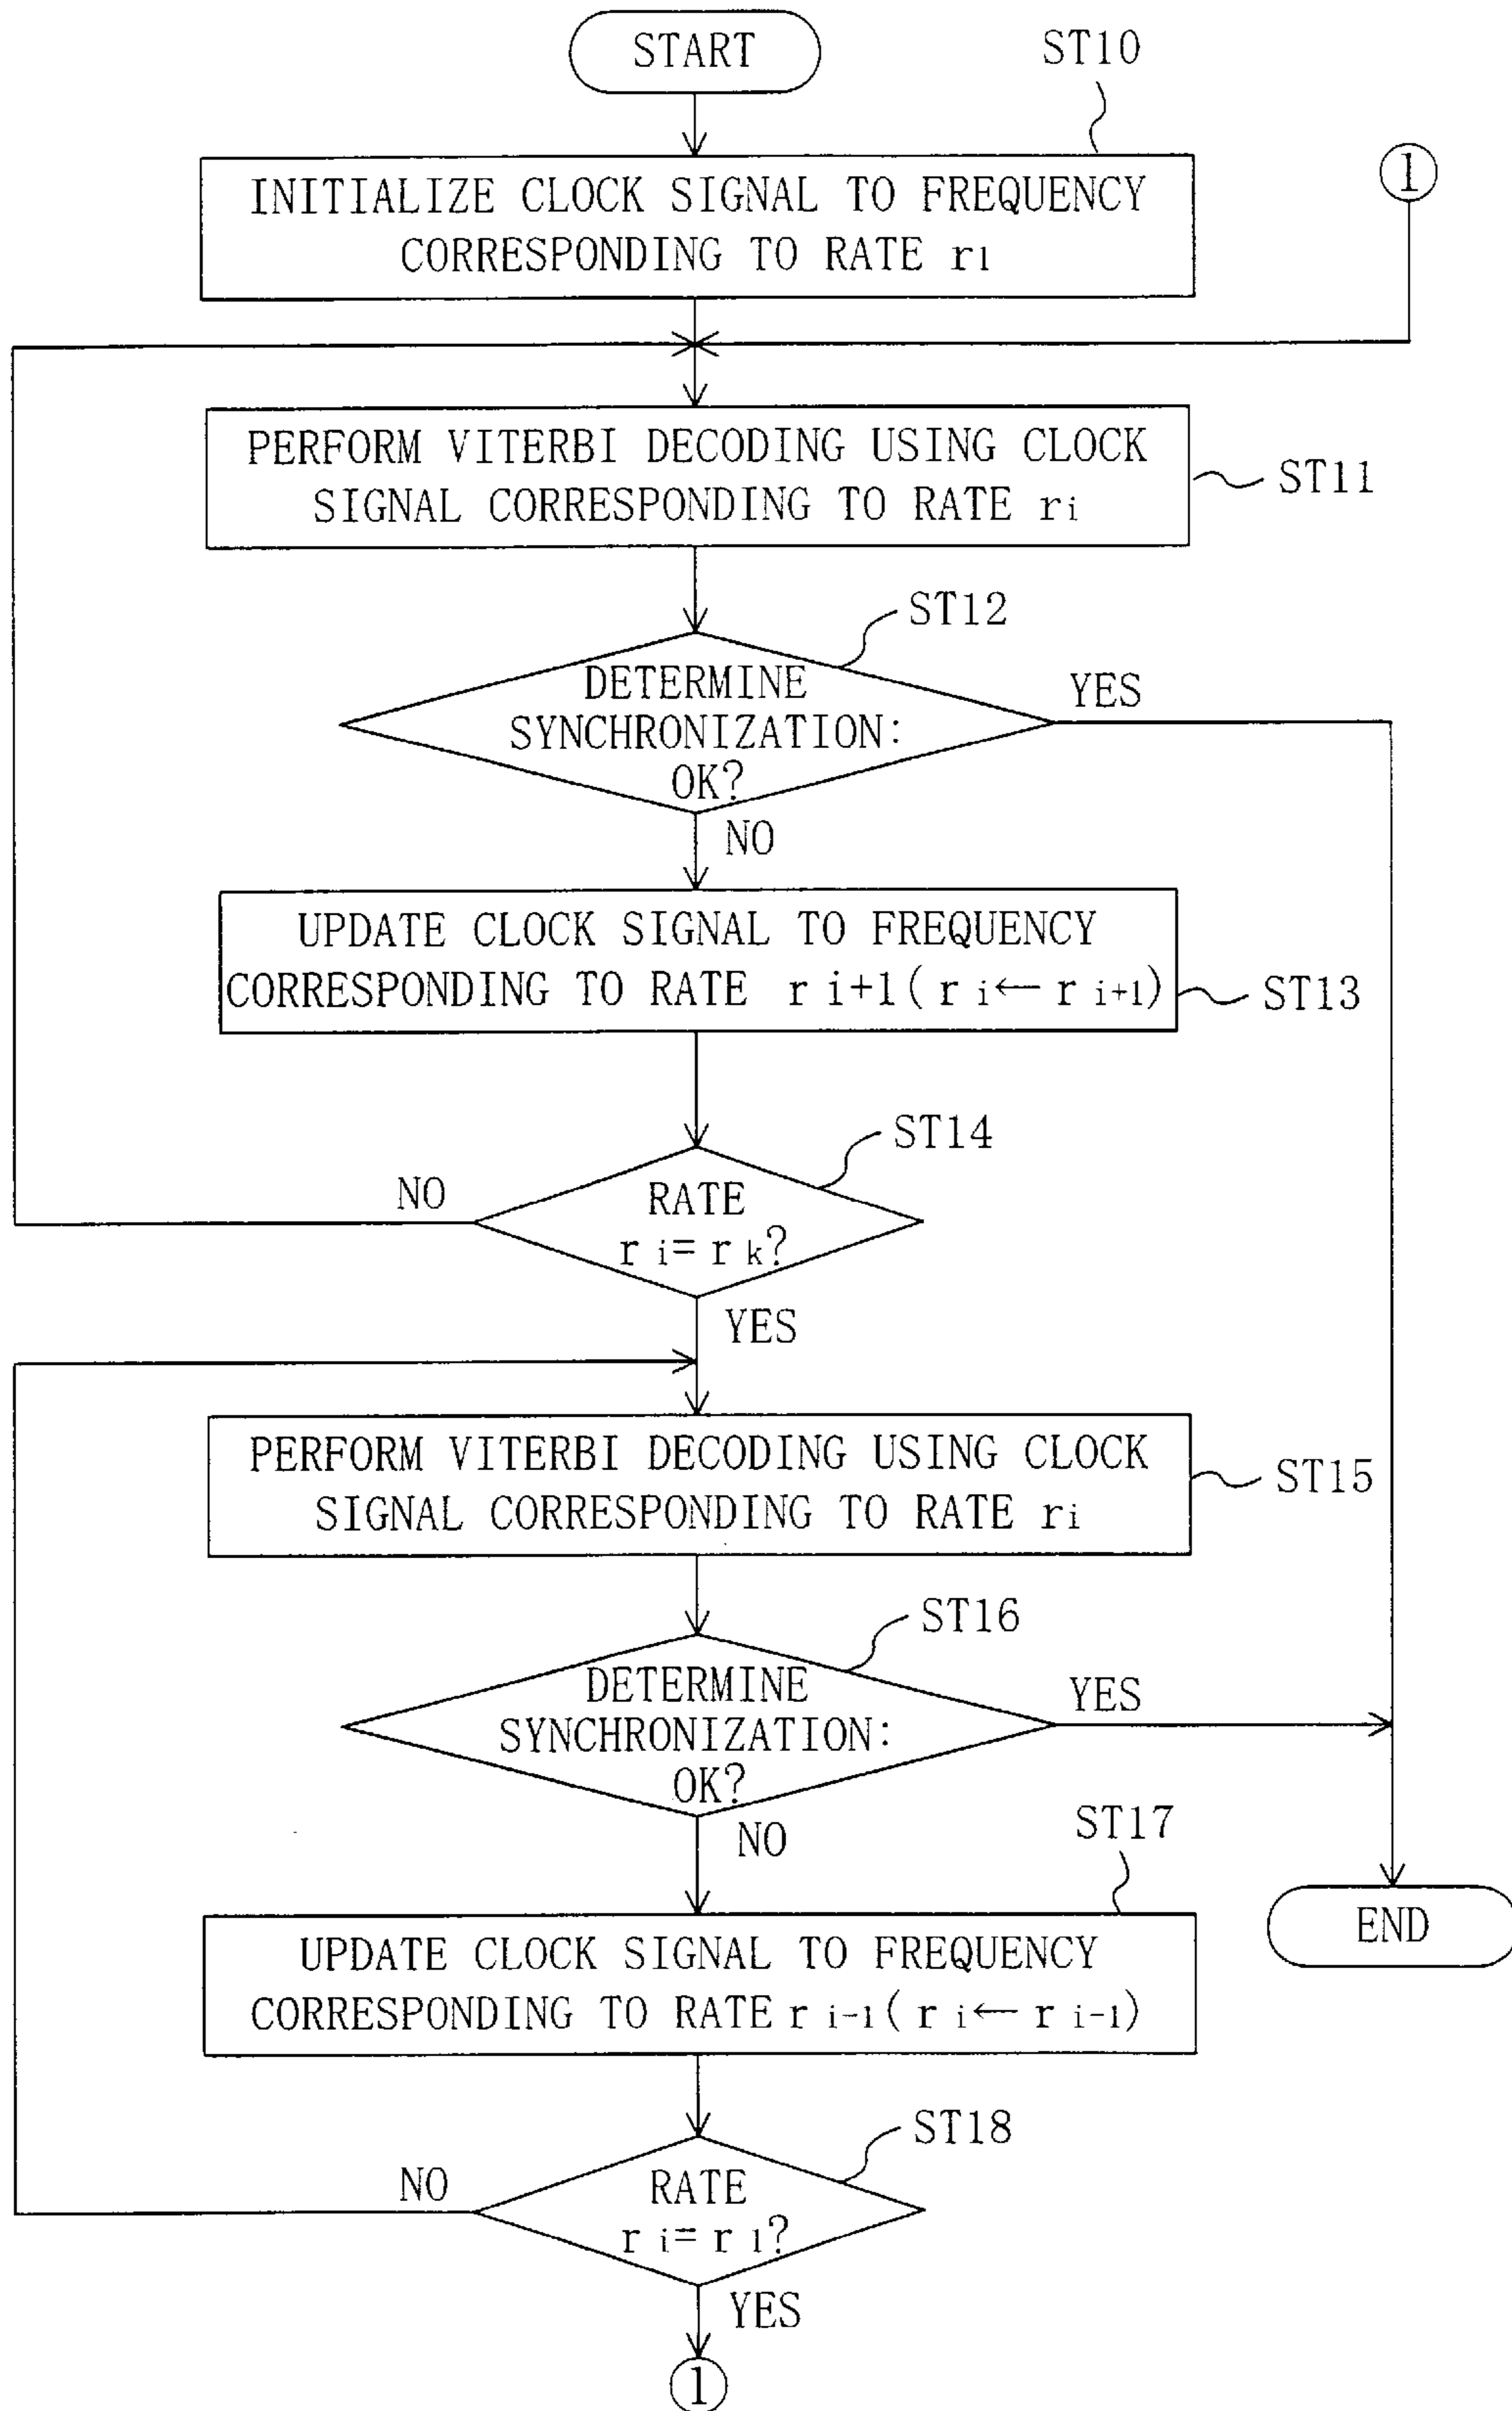 START
ST10
INITIALIZE CLOCK SIGNAL TO FREQUENCY
CORRESPONDING TO RATE r1
1
PERFORM VITERBI DECODING USING CLOCK
SIGNAL CORRESPONDING TO RATE ri
ST11
ST12
DETERMINE
SYNCHRONIZATION:
OK?
YES
NO
UPDATE CLOCK SIGNAL TO FREQUENCY
CORRESPONDING TO RATE r i+1 (r i ← r i+1)
ST13
ST14
RATE
r i = r k?
NO
YES
PERFORM VITERBI DECODING USING CLOCK
SIGNAL CORRESPONDING TO RATE ri
ST15
ST16
DETERMINE
SYNCHRONIZATION:
OK?
YES
NO
ST17
UPDATE CLOCK SIGNAL TO FREQUENCY
CORRESPONDING TO RATE r i-1 (r i ← r i-1)
END
ST18
RATE
r i = r 1?
NO
YES
1